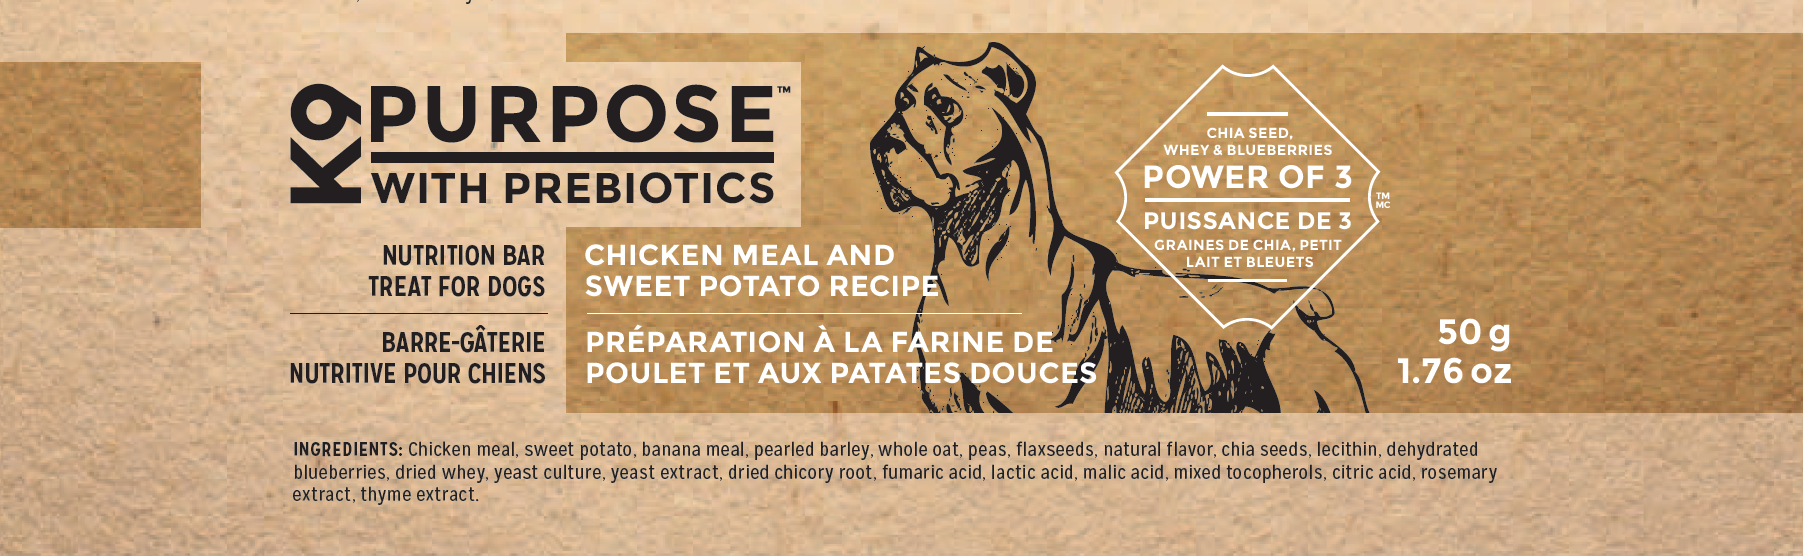 K9 PURPOSE™
WITH PREBIOTICS
NUTRITION BAR
TREAT FOR DOGS
BARRE-GÂTERIE
NUTRITIVE POUR CHIENS
CHICKEN MEAL AND
SWEET POTATO RECIPE
PRÉPARATION À LA FARINE DE
POULET ET AUX PATATES DOUCES
CHIA SEED,
WHEY & BLUEBERRIES
POWER OF 3
TM
MC
PUISSANCE DE 3
GRAINES DE CHIA, PETIT
LAIT ET BLEUETS
50 g
1.76 oz
INGREDIENTS: Chicken meal, sweet potato, banana meal, pearled barley, whole oat, peas, flaxseeds, natural flavor, chia seeds, lecithin, dehydrated
blueberries, dried whey, yeast culture, yeast extract, dried chicory root, fumaric acid, lactic acid, malic acid, mixed tocopherols, citric acid, rosemary
extract, thyme extract.